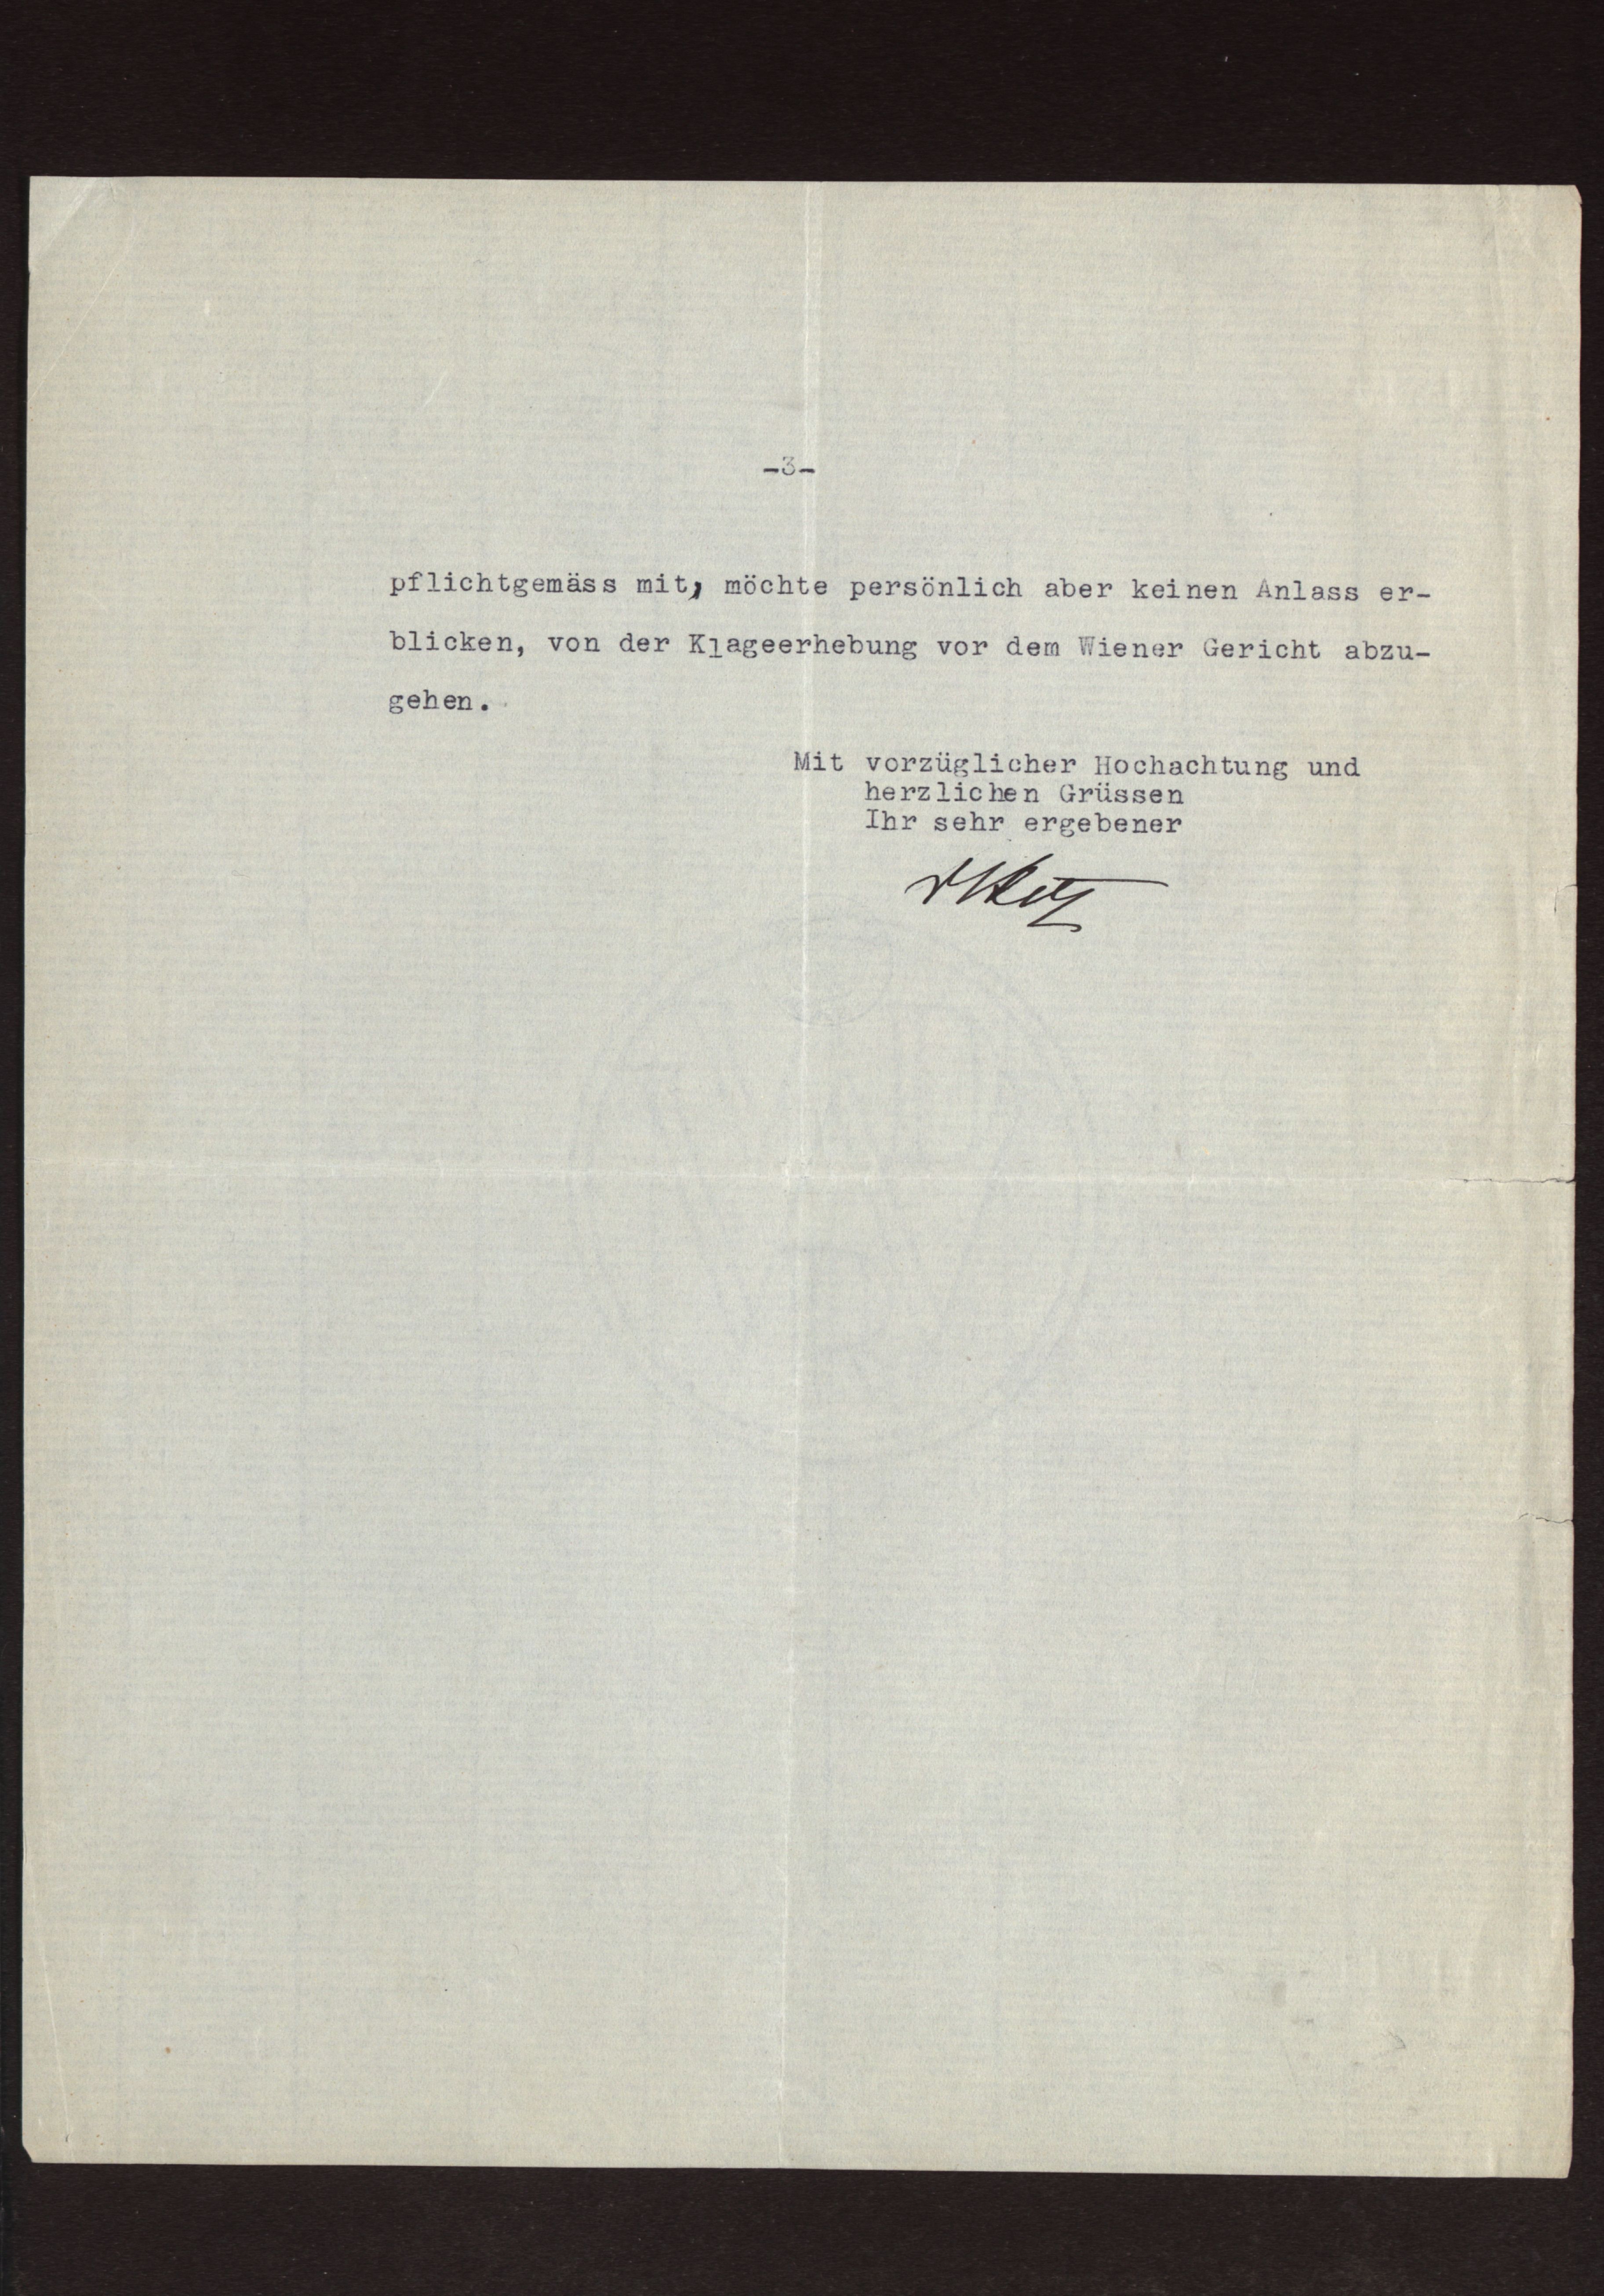 -3-
pflichtgemäss mit, möchte persönlich aber keinen Anlass er-
blicken, von der Klageerhebung vor dem Wiener Gericht abzu-
gehen.
Mit vorzüglicher Hochachtung und
herzlichen Grüssen
Ihr sehr ergebener